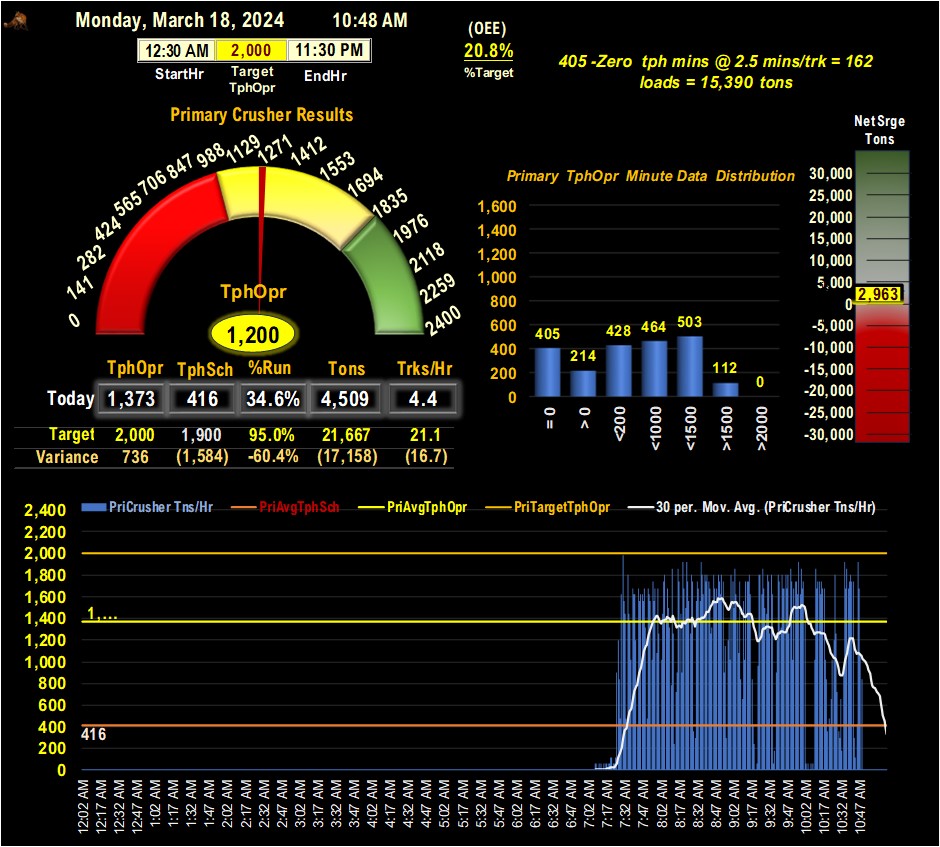 Monday, March 18, 2024 10:48 AM
12:30 AM 2,000 11:30 PM
StartHr Target TphOpr EndHr
(OEE)
20.8%
%Target
405 -Zero tph mins @ 2.5 mins/trk = 162
loads = 15,390 tons
Primary Crusher Results
0 141 282 424 565 706 847 988 1129 1271 1412 1553 1694 1835 1976 2118 2259 2400
TphOpr
1,200
TphOpr TphSch %Run Tons Trks/Hr
Today 1,373 416 34.6% 4,509 4.4
Target 2,000 1,900 95.0% 21,667 21.1
Variance 736 (1,584) -60.4% (17,158) (16.7)
Primary TphOpr Minute Data Distribution
1,600
1,400
1,200
1,000
800
600
400
200
0
405 214 428 464 503 112 0
= 0 > 0 <200 <1000 <1500 >1500 >2000
NetSrge
Tons
30,000
25,000
20,000
15,000
10,000
5,000
2,963
0
-5,000
-10,000
-15,000
-20,000
-25,000
-30,000
PriCrusher Tns/Hr PriAvgTphSch PriAvgTphOpr PriTargetTphOpr 30 per. Mov. Avg. (PriCrusher Tns/Hr)
2,400
2,200
2,000
1,800
1,600
1,400
1,200
1,000
800
600
400
200
0
1,...
416
12:02 AM 12:17 AM 12:32 AM 12:47 AM 1:02 AM 1:17 AM 1:32 AM 1:47 AM 2:02 AM 2:17 AM 2:32 AM 2:47 AM 3:02 AM 3:17 AM 3:32 AM 3:47 AM 4:02 AM 4:17 AM 4:32 AM 4:47 AM 5:02 AM 5:17 AM 5:32 AM 5:47 AM 6:02 AM 6:17 AM 6:32 AM 6:47 AM 7:02 AM 7:17 AM 7:32 AM 7:47 AM 8:02 AM 8:17 AM 8:32 AM 8:47 AM 9:02 AM 9:17 AM 9:32 AM 9:47 AM 10:02 AM 10:17 AM 10:32 AM 10:47 AM